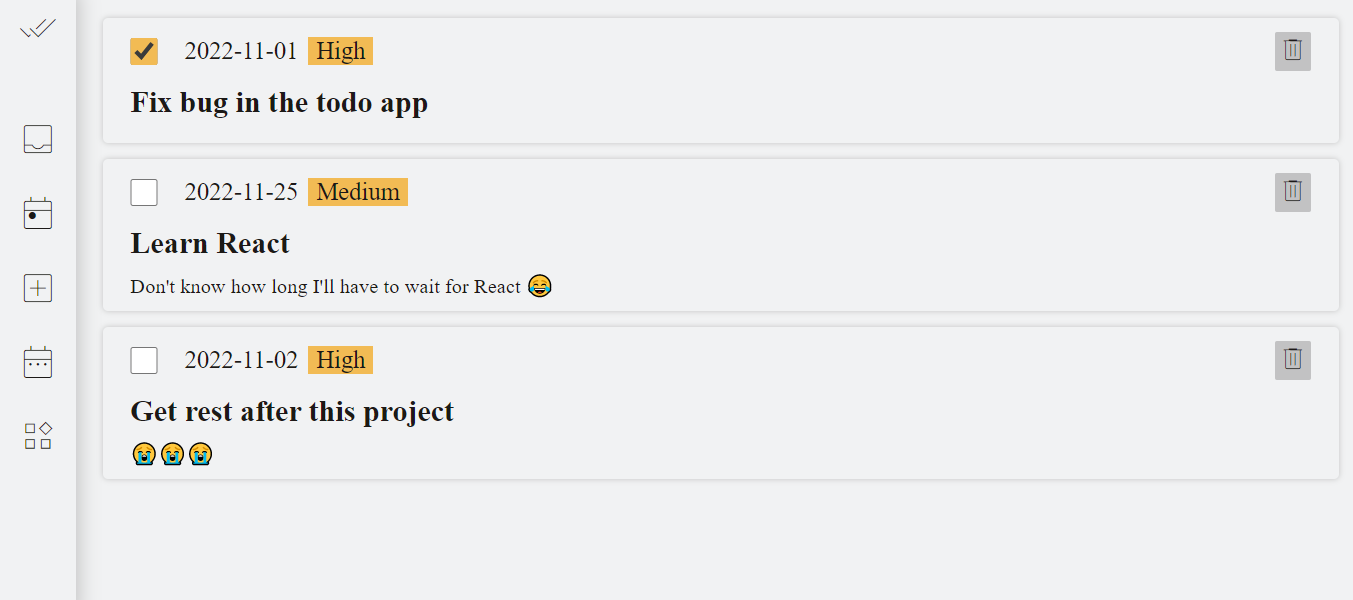 2022-11-01 High
Fix bug in the todo app
2022-11-25 Medium
Learn React
Don't know how long I'll have to wait for React 😂
2022-11-02 High
Get rest after this project
😭😭😭